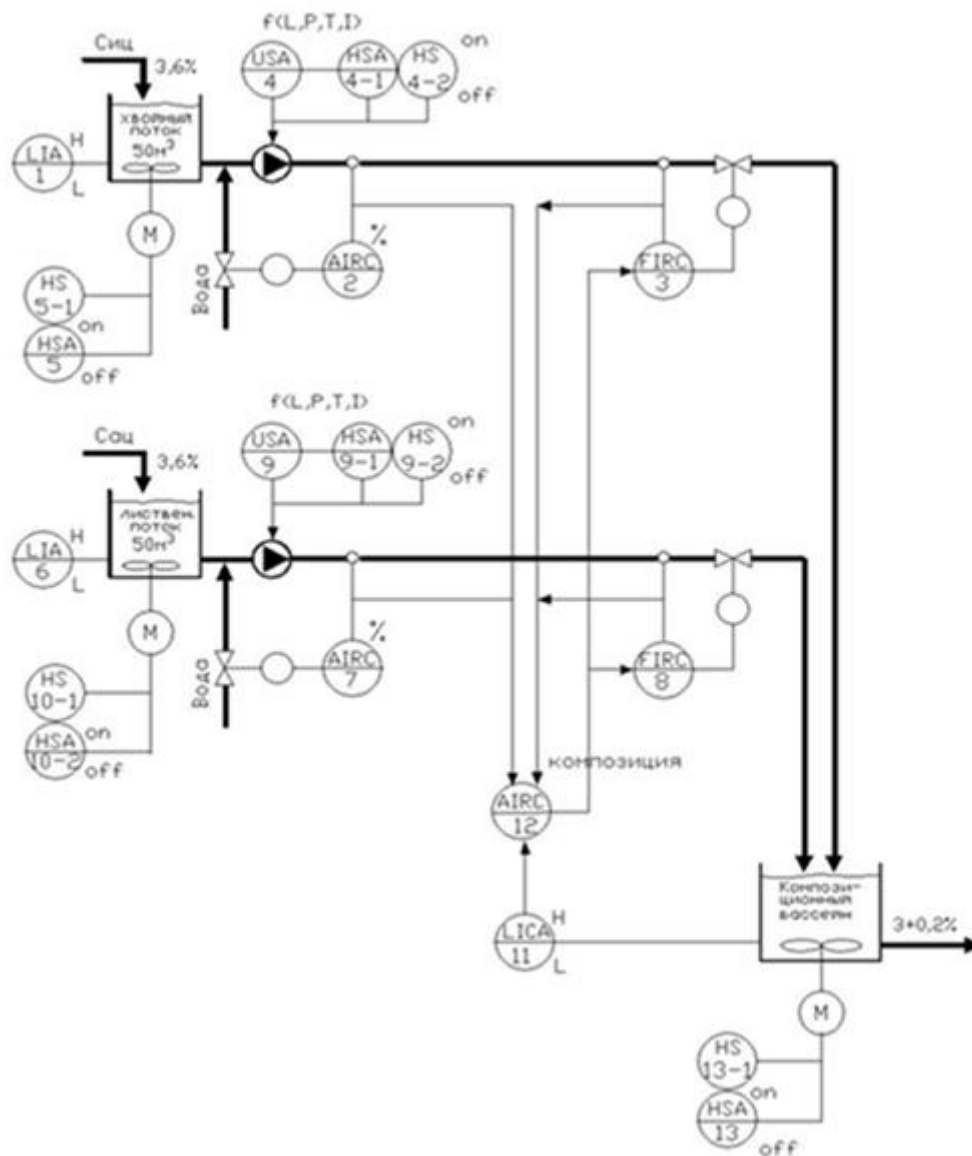 f(L,P,T,I)
on
Сиц
3,6%
USA
4
HSA
4-1
HS
4-2
off
хвойный
поток
50м³
LIA
1
H
L
M
%
AIRC
2
FIRC
3
Вода
HS
5-1
on
HSA
5
off
f(L,P,T,I)
on
Сац
3,6%
USA
9
HSA
9-1
HS
9-2
off
листвен.
поток
50м³
LIA
6
H
L
M
%
AIRC
7
FIRC
8
Вода
HS
10-1
on
HSA
10-2
off
композиция
AIRC
12
Компози-
ционный
бассейн
LICA
11
H
L
3+0,2%
M
HS
13-1
on
HSA
13
off